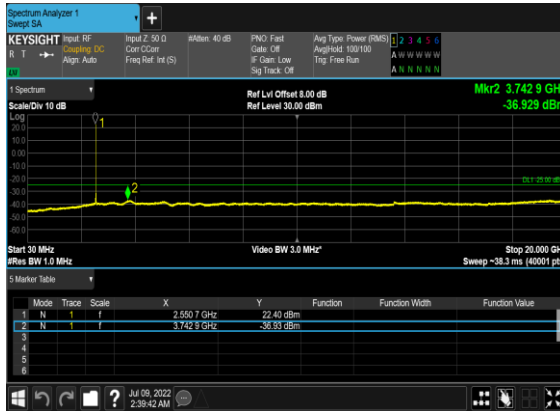 Spectrum Analyzer 1
Swept SA
+
KEYSIGHT Input: RF Input Z: 50 Ω #Atten: 40 dB PNO: Fast Avg Type: Power (RMS) 1 2 3 4 5 6
R T Coupling: DC Corr CCorr Gate: Off Avg|Hold: 100/100 A W W W W W
Align: Auto Freq Ref: Int (S) IF Gain: Low Trig: Free Run
Sig Track: Off A N N N N N
1 Spectrum
Scale/Div 10 dB Ref Lvl Offset 8.00 dB Mkr2 3.742 9 GHz
Ref Level 30.00 dBm -36.929 dBm
Log
1
20.0
10.0
0.00
-10.0
-20.0 DL1 -25.00 dB
2
-30.0
-40.0
-50.0
-60.0
Start 30 MHz Video BW 3.0 MHz* Stop 20.000 GH
#Res BW 1.0 MHz Sweep ~38.3 ms (40001 pt
5 Marker Table
Mode Trace Scale X Y Function Function Width Function Value
1 N 1 f 2.550 7 GHz 22.40 dBm
2 N 1 f 3.742 9 GHz -36.93 dBm
3
4
5
6
? Jul 09, 2022
2:39:42 AM